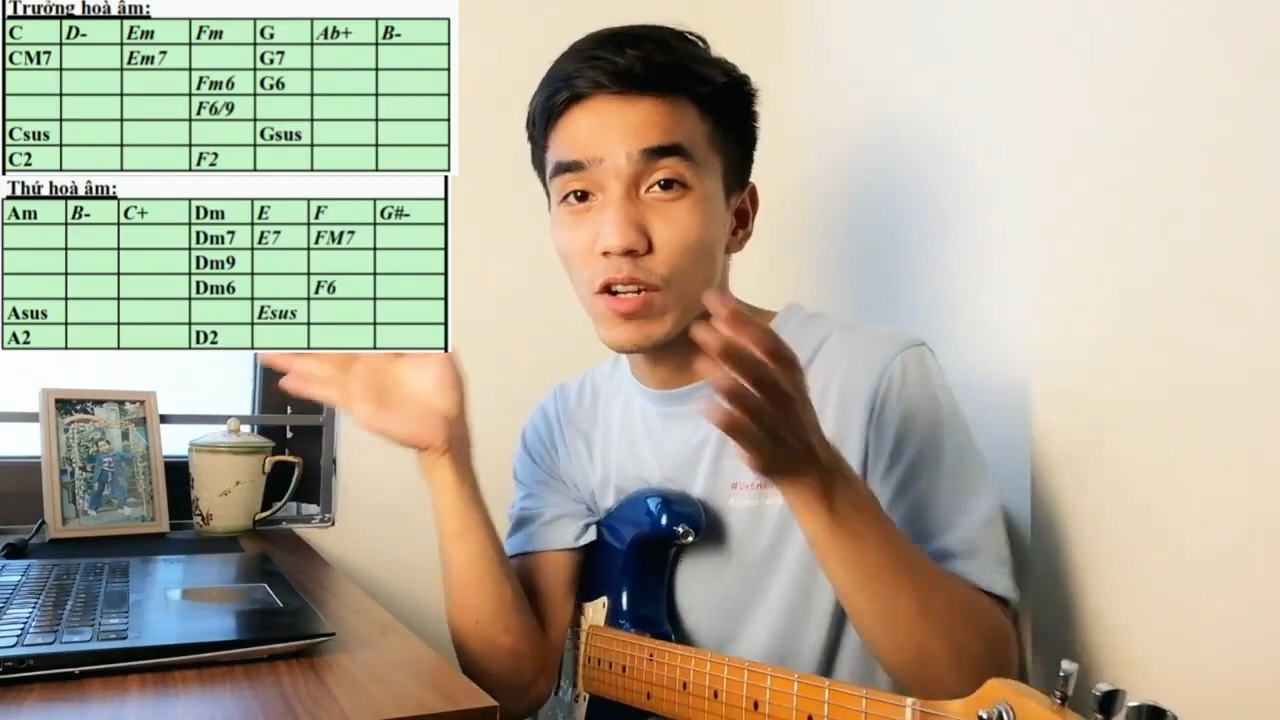 Trưởng hoà âm:
C D- Em Fm G Ab+ B-
CM7 Em7 G7
Fm6 G6
F6/9
Csus Gsus
C2 F2
Thứ hoà âm:
Am B- C+ Dm E F G#-
Dm7 E7 FM7
Dm9
Dm6 F6
Asus Esus
A2 D2